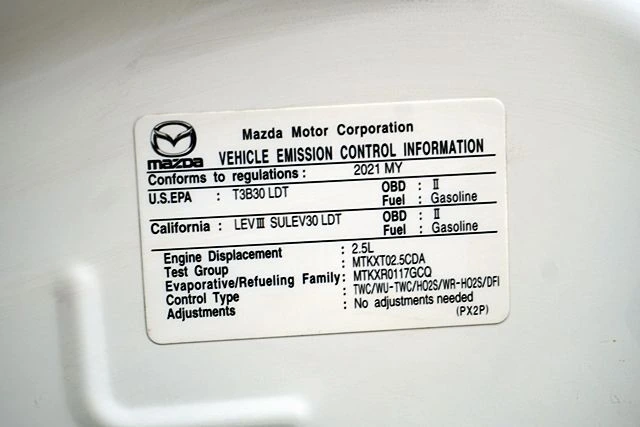 mazda
Mazda Motor Corporation
VEHICLE EMISSION CONTROL INFORMATION
Conforms to regulations : 2021 MY
U.S.EPA : T3B30 LDT OBD : II
Fuel : Gasoline
California : LEVIII SULEV30 LDT OBD : II
Fuel : Gasoline
Engine Displacement : 2.5L
Test Group : MTKXT02.5CDA
Evaporative/Refueling Family: MTKXR0117GCQ
Control Type : TWC/WU-TWC/HO2S/WR-HO2S/DFI
Adjustments : No adjustments needed
(PX2P)